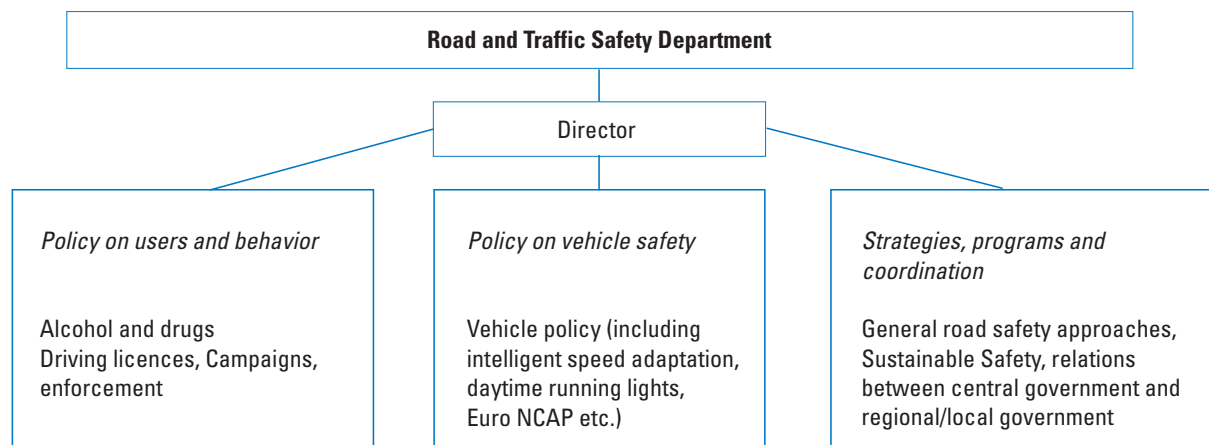 Road and Traffic Safety Department
Director
Policy on users and behavior
Alcohol and drugs
Driving licences, Campaigns,
enforcement
Policy on vehicle safety
Vehicle policy (including
intelligent speed adaptation,
daytime running lights,
Euro NCAP etc.)
Strategies, programs and
coordination
General road safety approaches,
Sustainable Safety, relations
between central government and
regional/local government